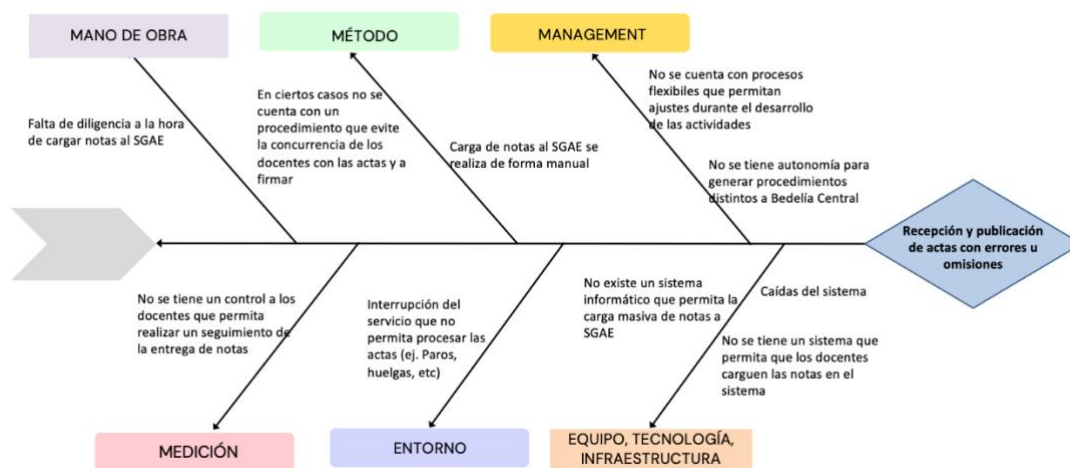 MANO DE OBRA
MÉTODO
MANAGEMENT
Falta de diligencia a la hora
de cargar notas al SGAE
En ciertos casos no se
cuenta con un
procedimiento que evite
la concurrencia de los
docentes con las actas y a
firmar
Carga de notas al SGAE se
realiza de forma manual
No se cuenta con procesos
flexibiles que permitan
ajustes durante el desarrollo
de las actividades
No se tiene autonomía para
generar procedimientos
distintos a Bedelía Central
Recepción y publicación
de actas con errores u
omisiones
No se tiene un control a los
docentes que permita
realizar un seguimiento de
la entrega de notas
Interrupción del
servicio que no
permita procesar las
actas (ej. Paros,
huelgas, etc)
No existe un sistema
informático que permita la
carga masiva de notas a
SGAE
Caídas del sistema
No se tiene un sistema que
permita que los docentes
carguen las notas en el
sistema
MEDICIÓN
ENTORNO
EQUIPO, TECNOLOGÍA,
INFRAESTRUCTURA